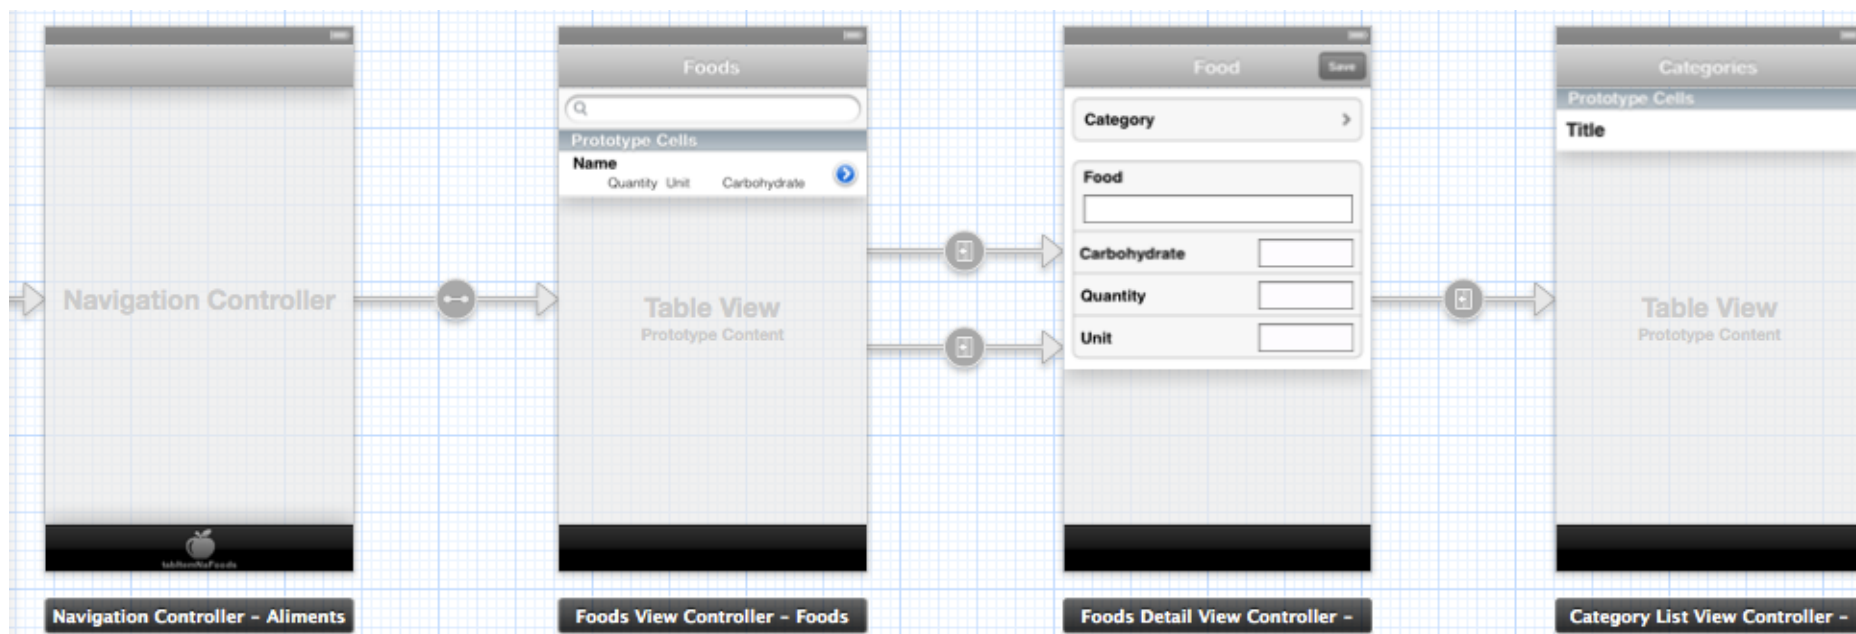 Navigation Controller
tabItemNaFoods
Navigation Controller - Aliments
Foods
Prototype Cells
Name
Quantity Unit Carbohydrate
Table View
Prototype Content
Foods View Controller - Foods
Food
Save
Category
Food
Carbohydrate
Quantity
Unit
Foods Detail View Controller -
Categories
Prototype Cells
Title
Table View
Prototype Content
Category List View Controller -